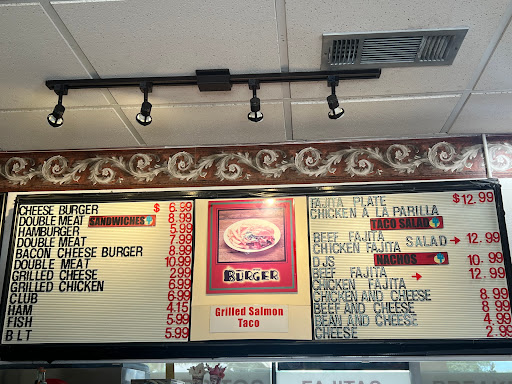 CHEESE BURGER $ 6.99
DOUBLE MEAT 8.99
SANDWICHES
HAMBURGER 5.99
DOUBLE MEAT 7.99
BACON CHEESE BURGER 8.99
DOUBLE MEAT 10.99
GRILLED CHEESE 2.99
GRILLED CHICKEN 6.99
CLUB 6.99
HAM 4.15
FISH 5.99
BLT 5.99
BURGER
Grilled Salmon
Taco
FAJITA PLATE $12.99
CHICKEN A LA PARILLA
TACO SALAD
BEEF FAJITA
CHICKEN FAJITA SALAD → 12.99
DJS 10.99
NACHOS
BEEF FAJITA → 12.99
CHICKEN FAJITA
CHICKEN AND CHEESE 8.99
BEEF AND CHEESE 8.99
BEAN AND CHEESE 4.99
CHEESE 2.99
FAJITAS